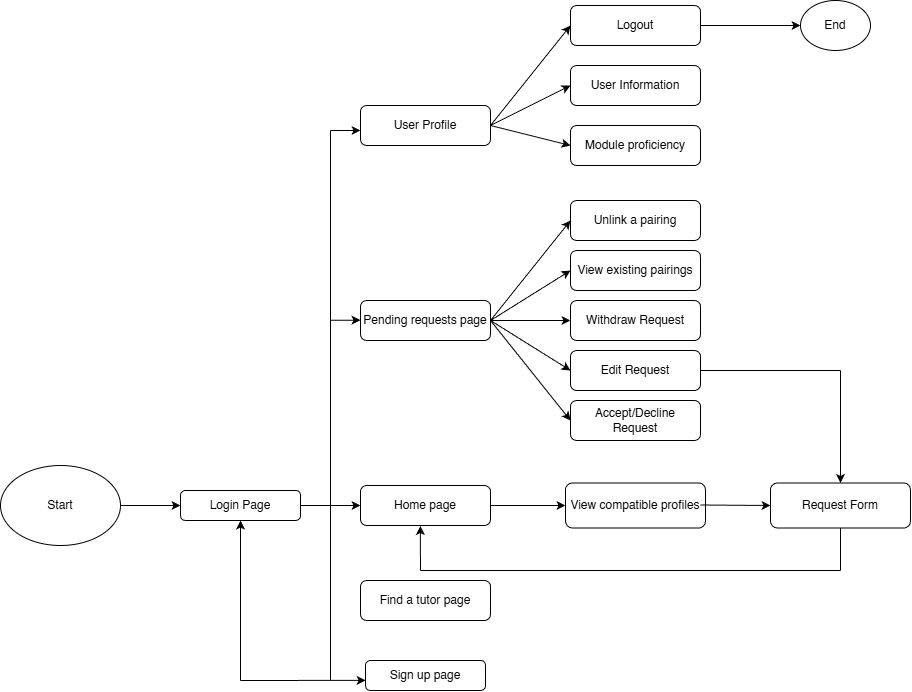 Logout
End
User Information
User Profile
Module proficiency
Unlink a pairing
View existing pairings
Pending requests page
Withdraw Request
Edit Request
Accept/Decline
Request
Start
Login Page
Home page
View compatible profiles
Request Form
Find a tutor page
Sign up page